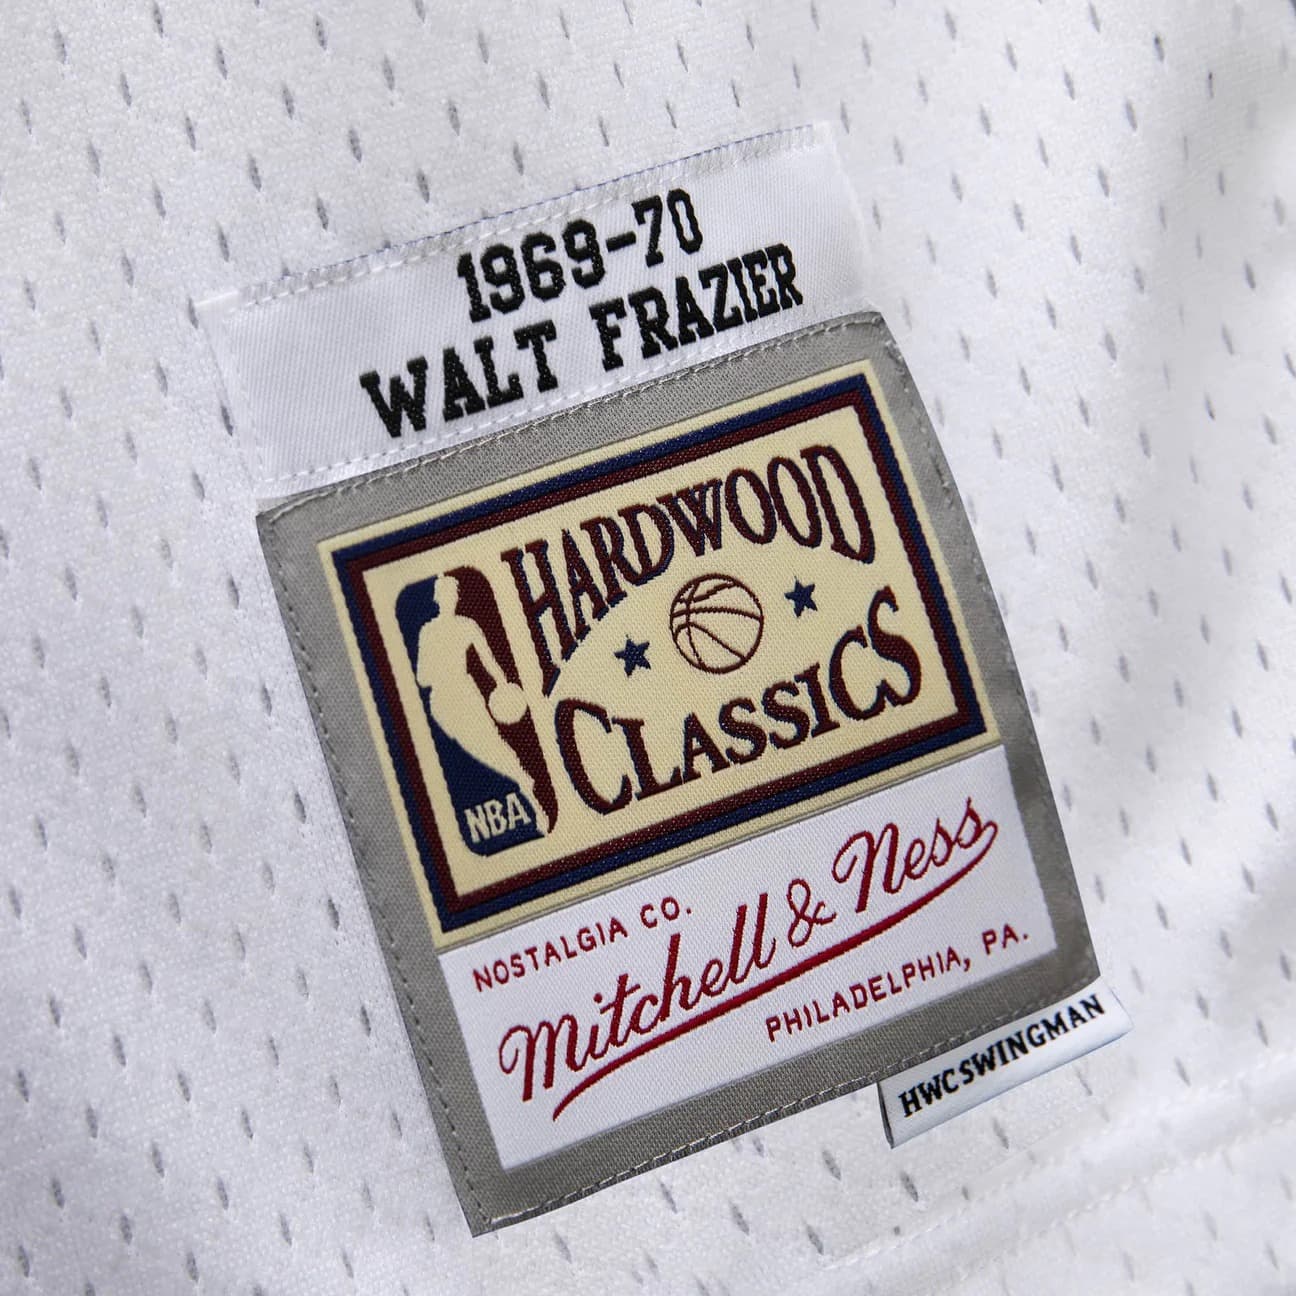 1969-70
WALT FRAZIER
HARDWOOD
CLASSICS
NBA
NOSTALGIA CO.
Mitchell & Ness
PHILADELPHIA, PA.
HWC SWINGMAN